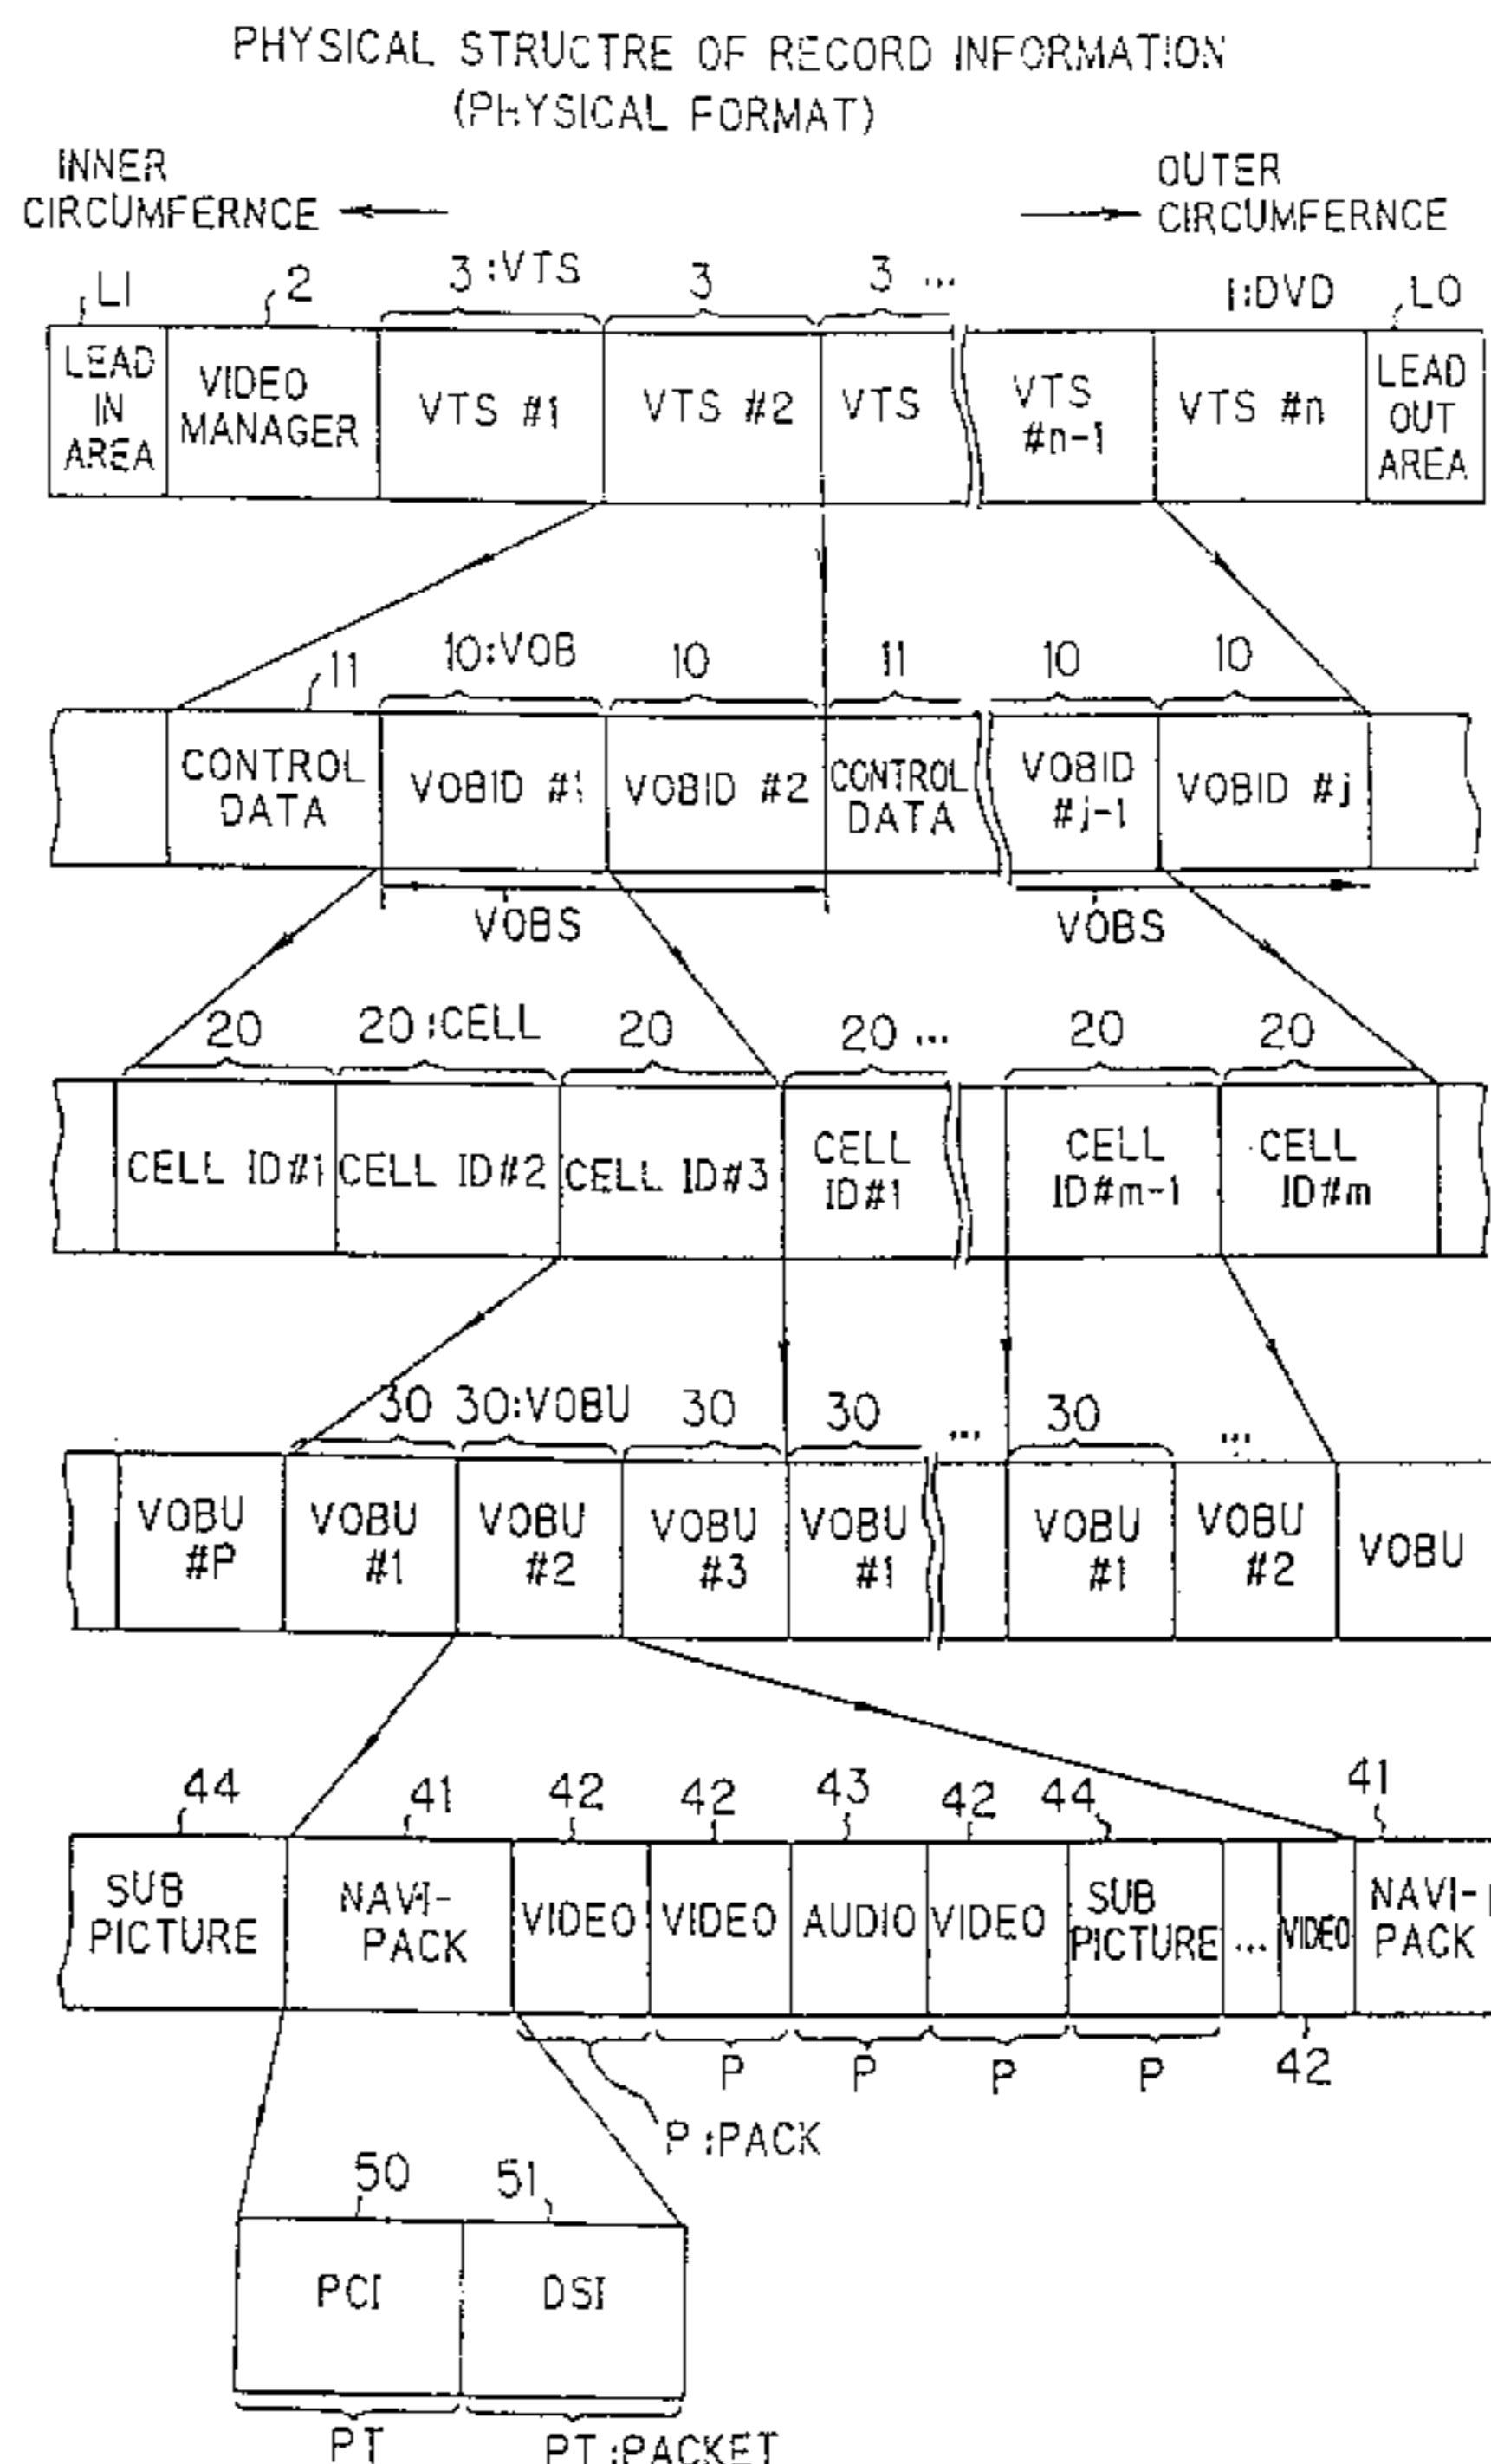 PHYSICAL STRUCTRE OF RECORD INFORMATION
(PHYSICAL FORMAT)
INNER
CIRCUMFERNCE
OUTER
CIRCUMFERNCE
LI 2 3:VTS 3 3 ... 1:DVD LO
LEAD IN AREA
VIDEO MANAGER
VTS #1
VTS #2
VTS
VTS #n-1
VTS #n
LEAD OUT AREA
11 10:VOB 10 11 10 10
CONTROL DATA
VOBID #1
VOBID #2
CONTROL DATA
VOBID #j-1
VOBID #j
VOBS VOBS
20 20:CELL 20 20 ... 20 20
CELL ID#1
CELL ID#2
CELL ID#3
CELL ID#1
CELL ID#m-1
CELL ID#m
30 30:VOBU 30 30 ... 30 ...
VOBU #P
VOBU #1
VOBU #2
VOBU #3
VOBU #1
VOBU #1
VOBU #2
VOBU
44 41 42 42 43 42 44 41
SUB PICTURE
NAVI-PACK
VIDEO
VIDEO
AUDIO
VIDEO
SUB PICTURE
...
VIDEO
NAVI-PACK
P P P P 42
P:PACK
50 51
PCI DSI
PT PT:PACKET